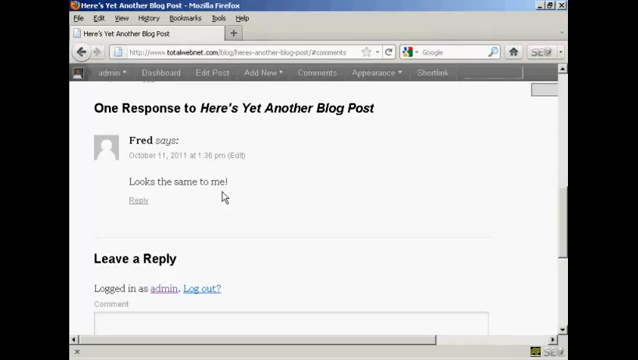 Here's Yet Another Blog Post - Mozilla Firefox
File Edit View History Bookmarks Tools Help
Here's Yet Another Blog Post +
http://www.totalwebnet.com/blog/heres-another-blog-post/#comments Google SEO
admin Dashboard Edit Post Add New Comments Appearance Shortlink
One Response to Here's Yet Another Blog Post
Fred says:
October 11, 2011 at 1:36 pm (Edit)
Looks the same to me!
Reply
Leave a Reply
Logged in as admin. Log out?
Comment
× SEO